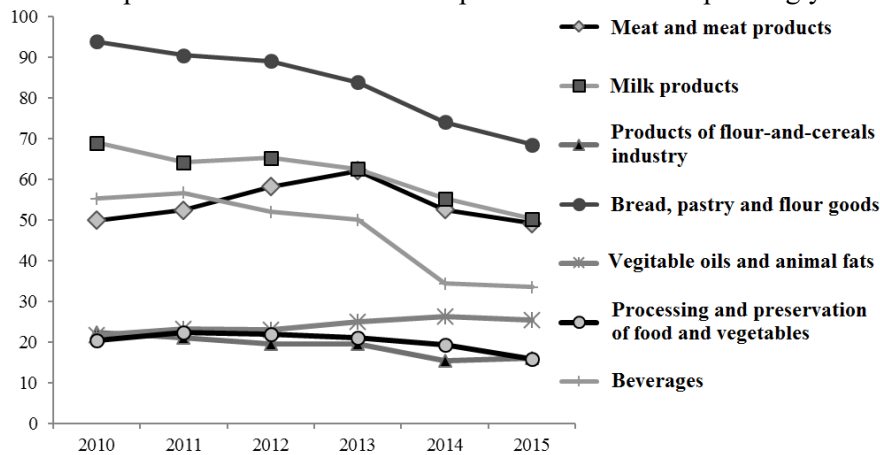 100
90
80
70
60
50
40
30
20
10
0
2010 2011 2012 2013 2014 2015
Meat and meat products
Milk products
Products of flour-and-cereals
industry
Bread, pastry and flour goods
Vegitable oils and animal fats
Processing and preservation
of food and vegetables
Beverages